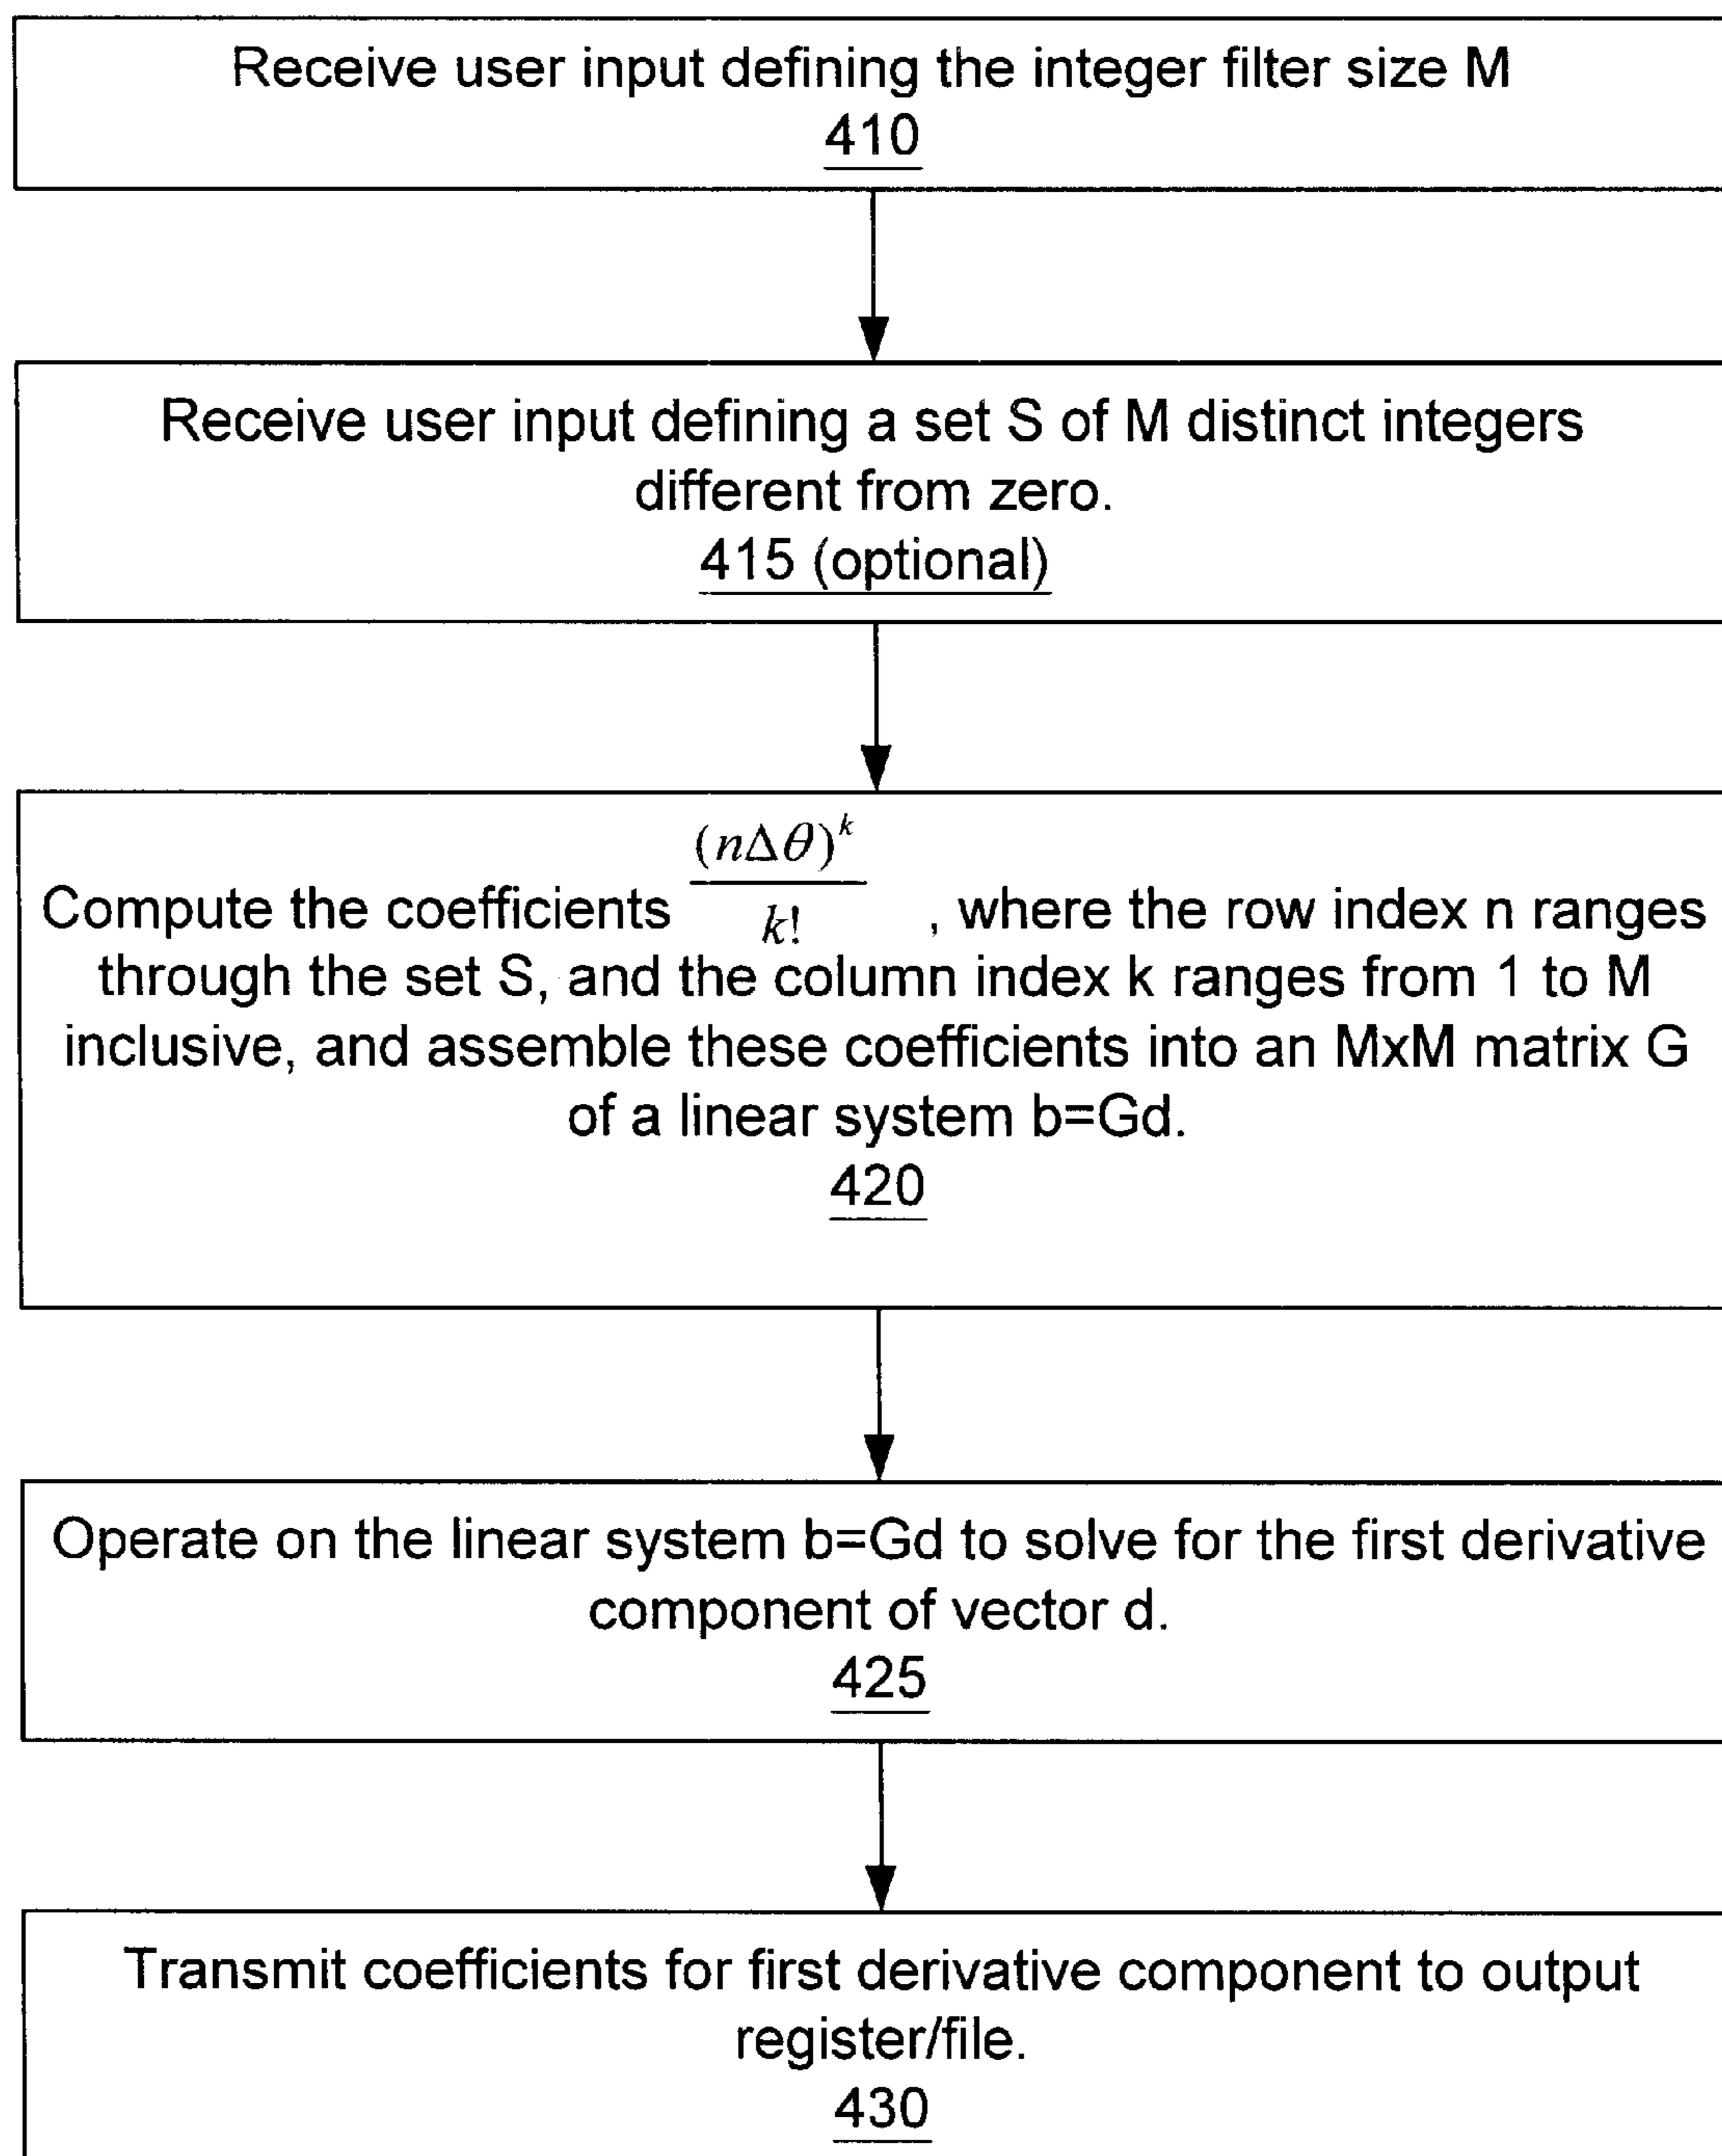 Receive user input defining the integer filter size M
410
Receive user input defining a set S of M distinct integers
different from zero.
415 (optional)
Compute the coefficients (nΔθ)^k / k! , where the row index n ranges
through the set S, and the column index k ranges from 1 to M
inclusive, and assemble these coefficients into an MxM matrix G
of a linear system b=Gd.
420
Operate on the linear system b=Gd to solve for the first derivative
component of vector d.
425
Transmit coefficients for first derivative component to output
register/file.
430